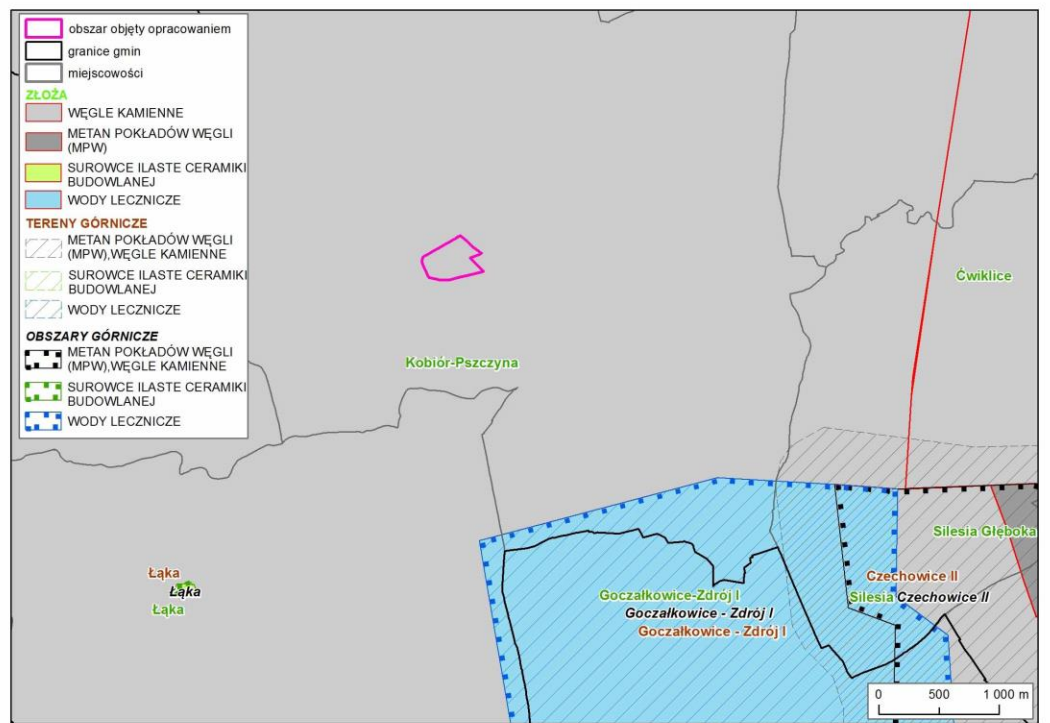 obszar objęty opracowaniem
granice gmin
miejscowości
ZŁOŻA
WĘGLE KAMIENNE
METAN POKŁADÓW WĘGLI
(MPW)
SUROWCE ILASTE CERAMIKI
BUDOWLANEJ
WODY LECZNICZE
TERENY GÓRNICZE
METAN POKŁADÓW WĘGLI
(MPW),WĘGLE KAMIENNE
SUROWCE ILASTE CERAMIKI
BUDOWLANEJ
WODY LECZNICZE
OBSZARY GÓRNICZE
METAN POKŁADÓW WĘGLI
(MPW),WĘGLE KAMIENNE
SUROWCE ILASTE CERAMIKI
BUDOWLANEJ
WODY LECZNICZE
Ćwiklice
Kobiór-Pszczyna
Silesia Głęboka
Łąka
Łąka
Łąka
Czechowice II
Silesia Czechowice II
Goczałkowice-Zdrój I
Goczałkowice - Zdrój I
Goczałkowice - Zdrój I
0 500 1 000 m